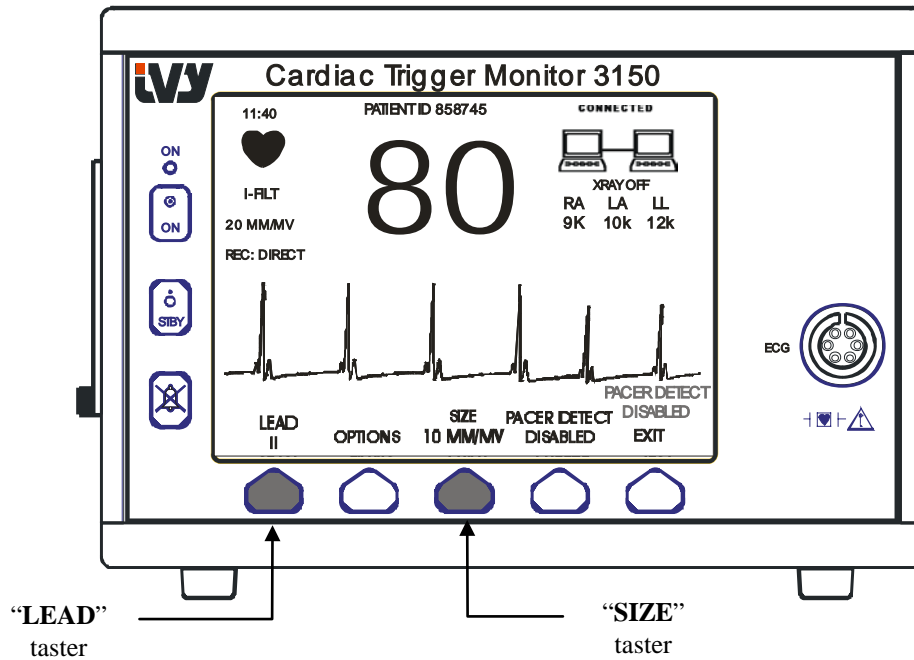 ivy
Cardiac Trigger Monitor 3150
11:40
PATIENT ID 858745
CONNECTED
80
XRAY OFF
RA LA LL
9K 10k 12k
I-FILT
20 MM/MV
REC: DIRECT
ON
ON
STBY
ECG
PACER DETECT
DISABLED
LEAD
II
OPTIONS
SIZE
10 MM/MV
PACER DETECT
DISABLED
EXIT
“LEAD”
taster
“SIZE”
taster